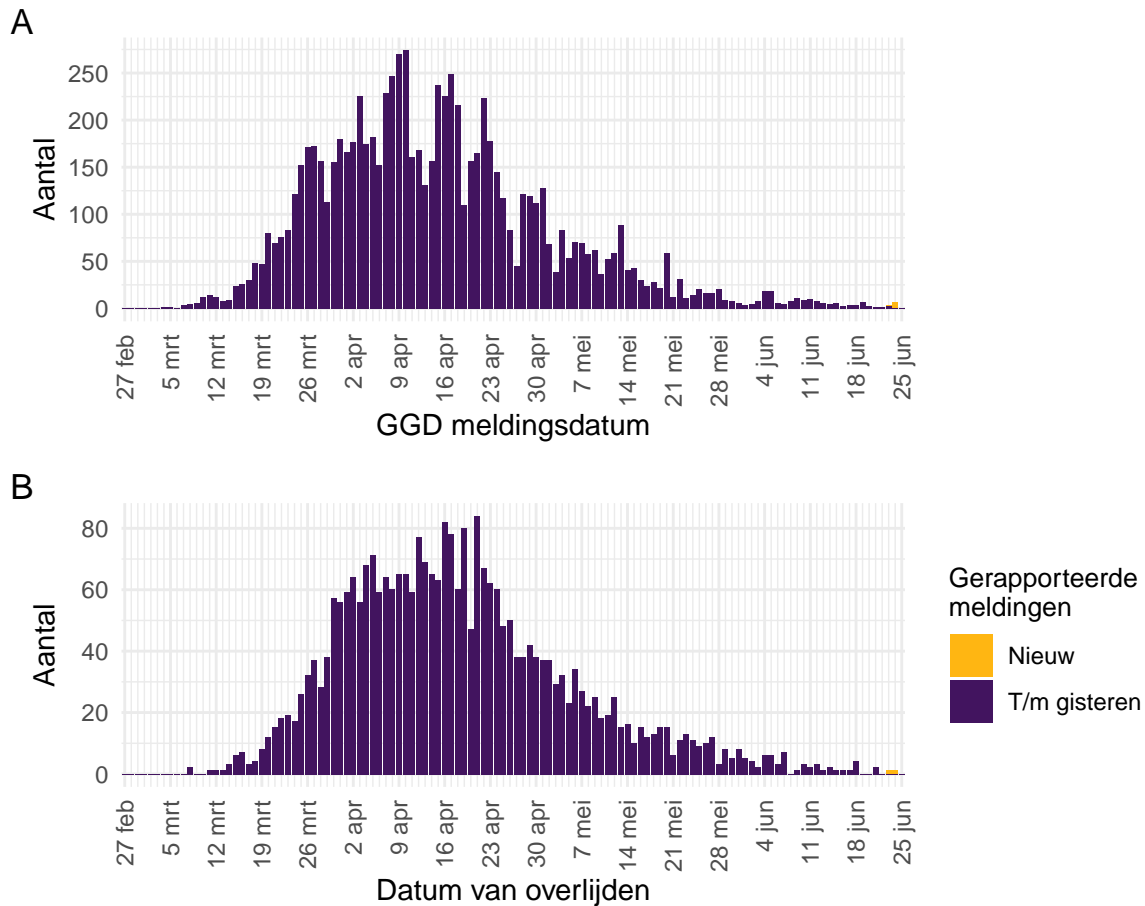 A
Aantal
250
200
150
100
50
0
27 feb
5 mrt
12 mrt
19 mrt
26 mrt
2 apr
9 apr
16 apr
23 apr
30 apr
7 mei
14 mei
21 mei
28 mei
4 jun
11 jun
18 jun
25 jun
GGD meldingsdatum
B
Aantal
80
60
40
20
0
27 feb
5 mrt
12 mrt
19 mrt
26 mrt
2 apr
9 apr
16 apr
23 apr
30 apr
7 mei
14 mei
21 mei
28 mei
4 jun
11 jun
18 jun
25 jun
Datum van overlijden
Gerapporteerde
meldingen
Nieuw
T/m gisteren